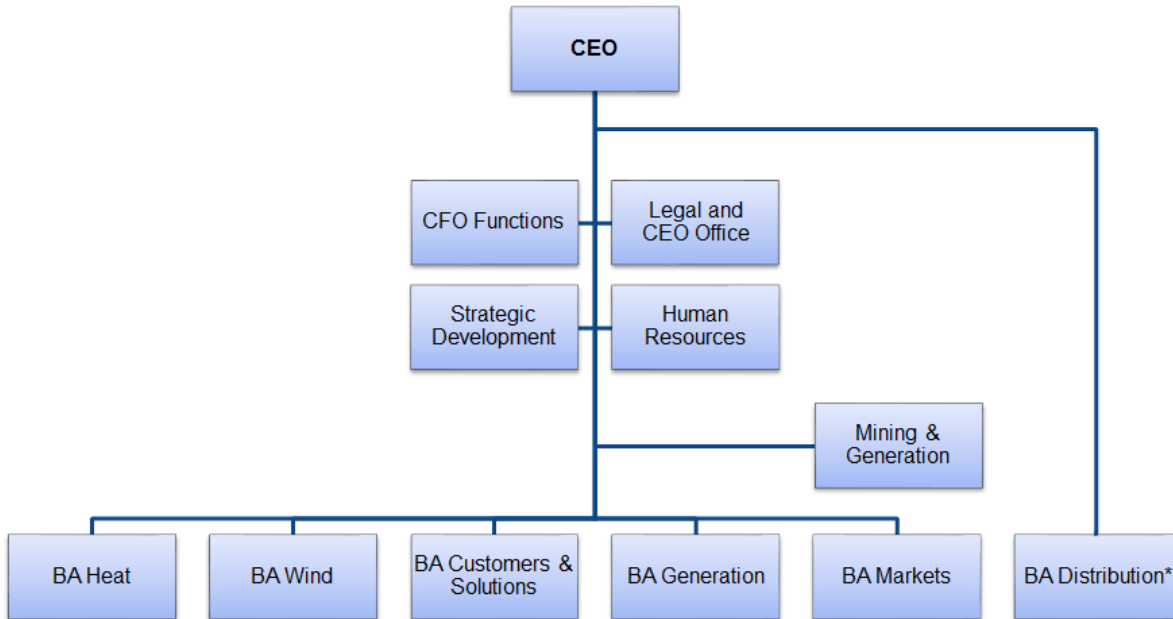 CEO
CFO Functions
Legal and
CEO Office
Strategic
Development
Human
Resources
Mining &
Generation
BA Heat
BA Wind
BA Customers &
Solutions
BA Generation
BA Markets
BA Distribution*